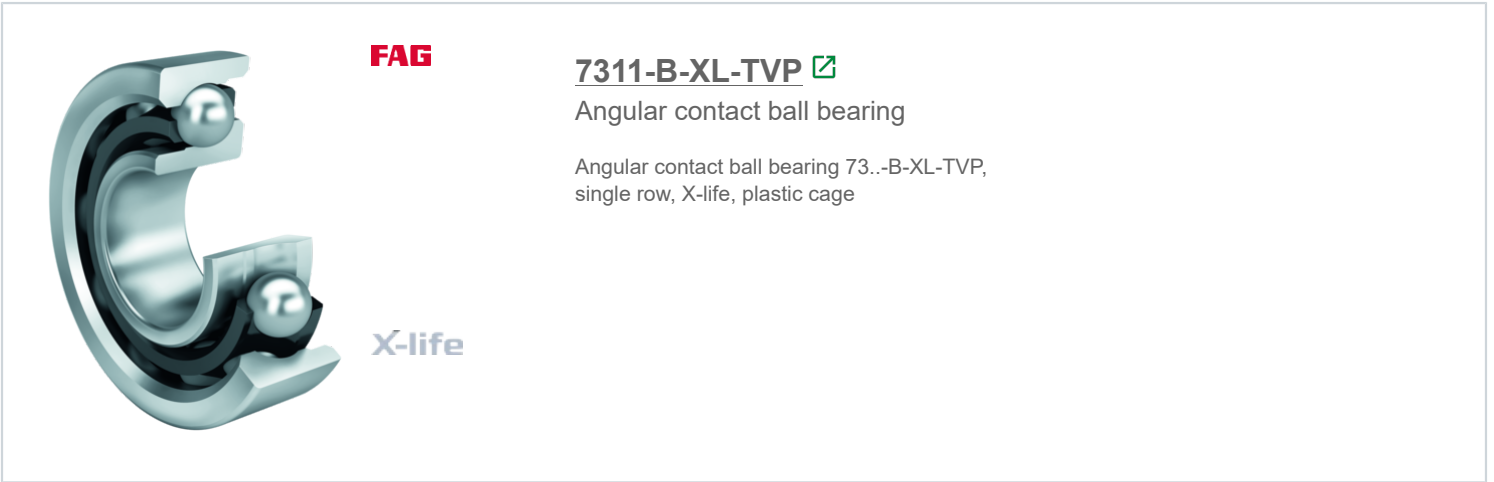 FAG
7311-B-XL-TVP
Angular contact ball bearing
Angular contact ball bearing 73..-B-XL-TVP,
single row, X-life, plastic cage
X-life